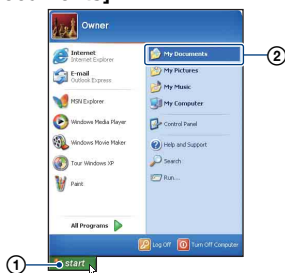 Owner
Internet
Internet Explorer
E-mail
Outlook Express
MSN Explorer
Windows Media Player
Windows Movie Maker
Tour Windows XP
Paint
All Programs
My Documents
My Pictures
My Music
My Computer
Control Panel
Help and Support
Search
Run...
Log Off
Turn Off Computer
start
1
2